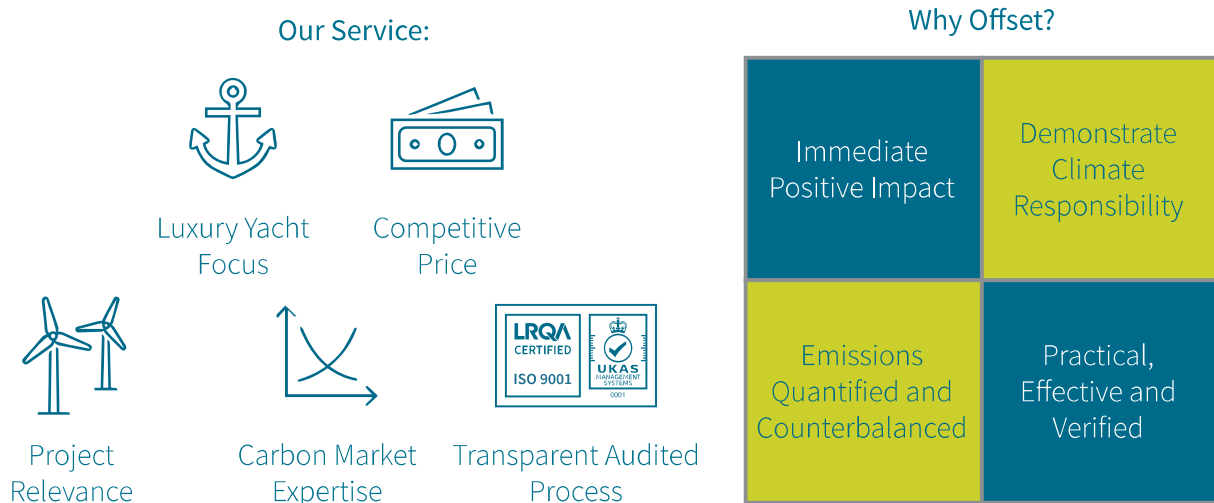 Our Service:
Luxury Yacht
Focus
Competitive
Price
LRQA
CERTIFIED
ISO 9001
UKAS
MANAGEMENT
SYSTEMS
0001
Project
Relevance
Carbon Market
Expertise
Transparent Audited
Process
Why Offset?
Immediate
Positive Impact
Demonstrate
Climate
Responsibility
Emissions
Quantified and
Counterbalanced
Practical,
Effective and
Verified